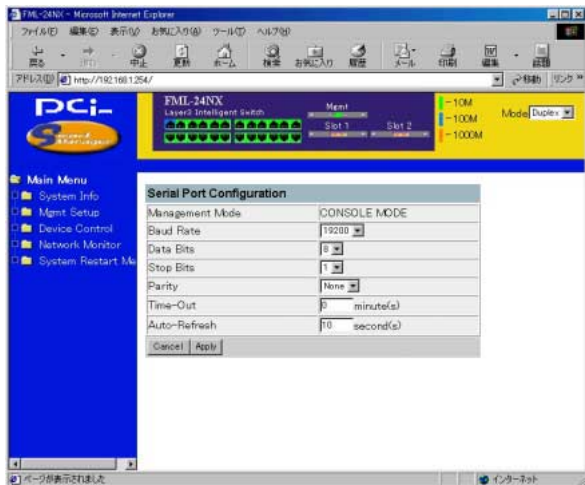 FML-24NX - Microsoft Internet Explorer
ファイル(F) 編集(E) 表示(V) お気に入り(A) ツール(T) ヘルプ(H)
戻る 中止 更新 ホーム 検索 お気に入り 履歴 メール 印刷 編集
アドレス(D) http://192.168.1.254/ 移動 リンク »
PCi_
FML-24NX
Layer3 Intelligent Switch
Mgmt
Slot 1 Slot 2
10M
100M
1000M
Mode Duplex
Main Menu
System Info
Mgmt Setup
Device Control
Network Monitor
System Restart Me
Serial Port Configuration
Management Mode CONSOLE MODE
Baud Rate 19200
Data Bits 8
Stop Bits 1
Parity None
Time-Out 0 minute(s)
Auto-Refresh 10 second(s)
Cancel Apply
ページが表示されました インターネット